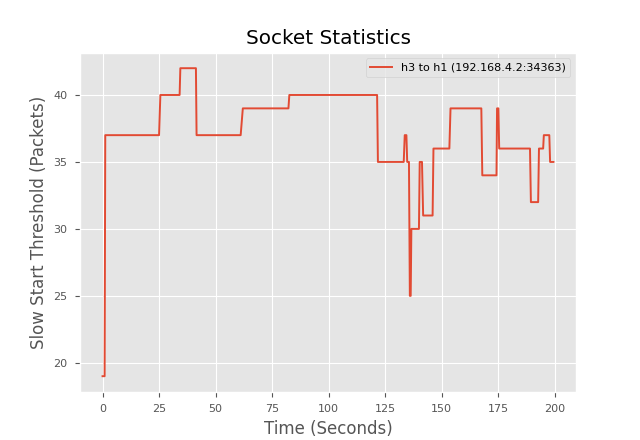 Socket Statistics
h3 to h1 (192.168.4.2:34363)
Slow Start Threshold (Packets)
40
35
30
25
20
0 25 50 75 100 125 150 175 200
Time (Seconds)